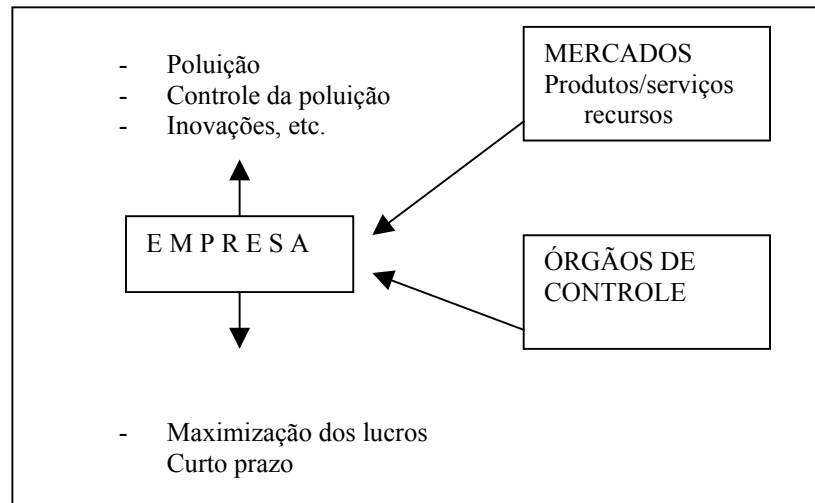 - Poluição
- Controle da poluição
- Inovações, etc.
MERCADOS
Produtos/serviços
recursos
E M P R E S A
ÓRGÃOS DE
CONTROLE
- Maximização dos lucros
Curto prazo